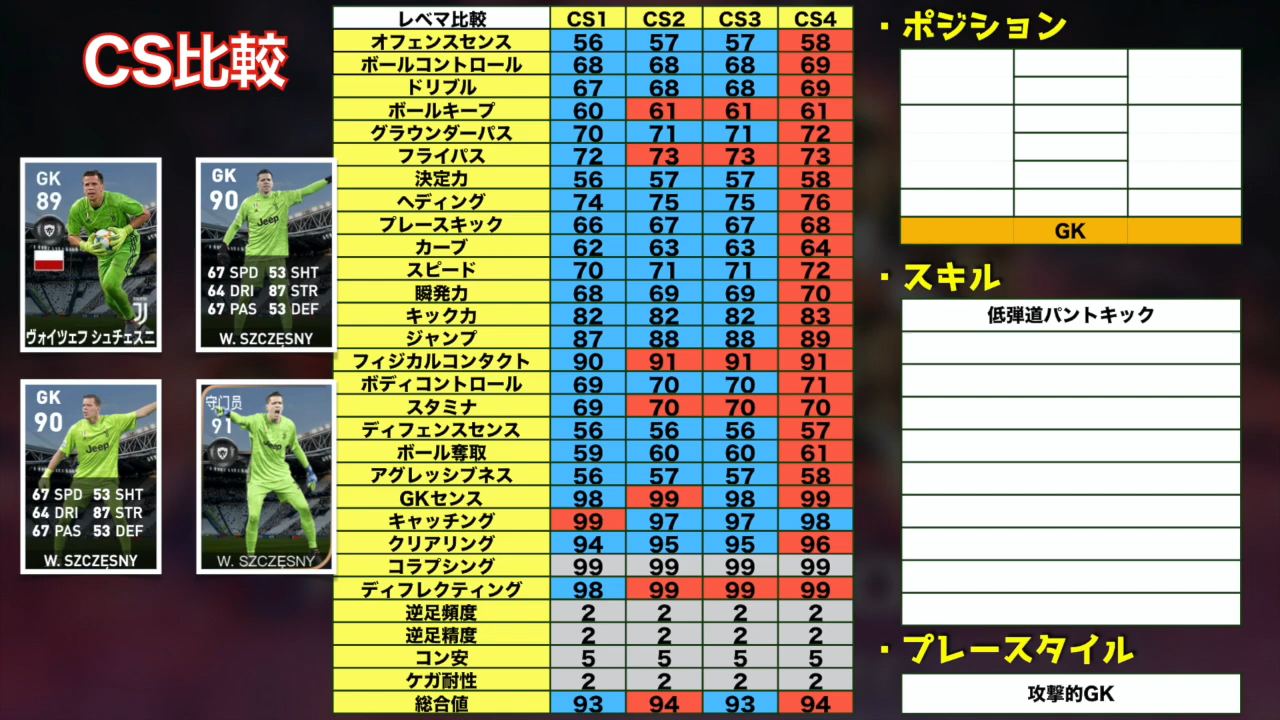 CS比較
GK
89
ヴォイツェフ シュチェスニ
GK
90
67 SPD 53 SHT
64 DRI 87 STR
67 PAS 53 DEF
W. SZCZĘSNY
GK
90
Jeep
67 SPD 53 SHT
64 DRI 87 STR
67 PAS 53 DEF
W. SZCZĘSNY
守门员
91
W. SZCZĘSNY
レベマ比較 CS1 CS2 CS3 CS4
オフェンスセンス 56 57 57 58
ボールコントロール 68 68 68 69
ドリブル 67 68 68 69
ボールキープ 60 61 61 61
グラウンダーパス 70 71 71 72
フライパス 72 73 73 73
決定力 56 57 57 58
ヘディング 74 75 75 76
プレースキック 66 67 67 68
カーブ 62 63 63 64
スピード 70 71 71 72
瞬発力 68 69 69 70
キック力 82 82 82 83
ジャンプ 87 88 88 89
フィジカルコンタクト 90 91 91 91
ボディコントロール 69 70 70 71
スタミナ 69 70 70 70
ディフェンスセンス 56 56 56 57
ボール奪取 59 60 60 61
アグレッシブネス 56 57 57 58
GKセンス 98 99 98 99
キャッチング 99 97 97 98
クリアリング 94 95 95 96
コラプシング 99 99 99 99
ディフレクティング 98 99 99 99
逆足頻度 2 2 2 2
逆足精度 2 2 2 2
コン安 5 5 5 5
ケガ耐性 2 2 2 2
総合値 93 94 93 94
・ポジション
GK
・スキル
低弾道パントキック
・プレースタイル
攻撃的GK